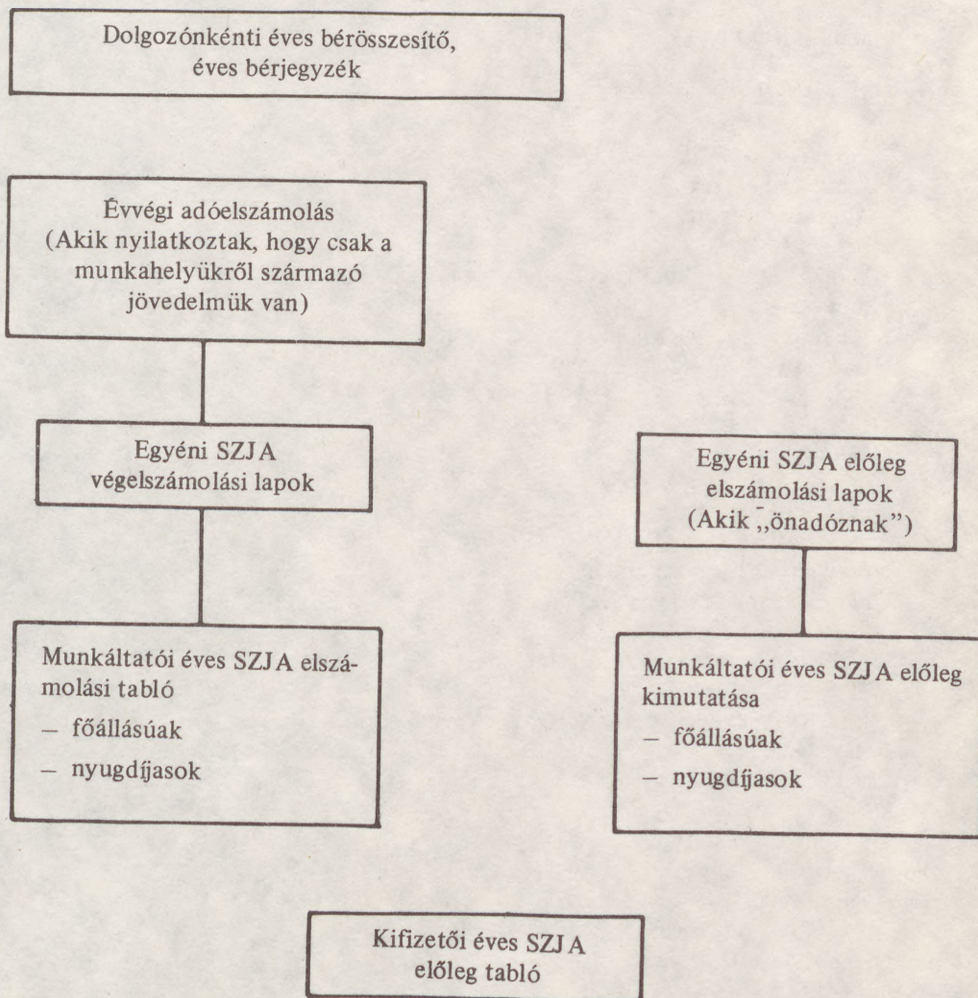 Dolgozónkénti éves bérösszesítő,
éves bérjegyzék
Évvégi adóelszámolás
(Akik nyilatkoztak, hogy csak a
munkahelyükről származó
jövedelmük van)
Egyéni SZJA
végelszámolási lapok
Egyéni SZJA előleg
elszámolási lapok
(Akik „önadóznak”)
Munkáltatói éves SZJA elszá-
molási tabló
– főállásúak
– nyugdíjasok
Munkáltatói éves SZJA előleg
kimutatása
– főállásúak
– nyugdíjasok
Kifizetői éves SZJA
előleg tabló